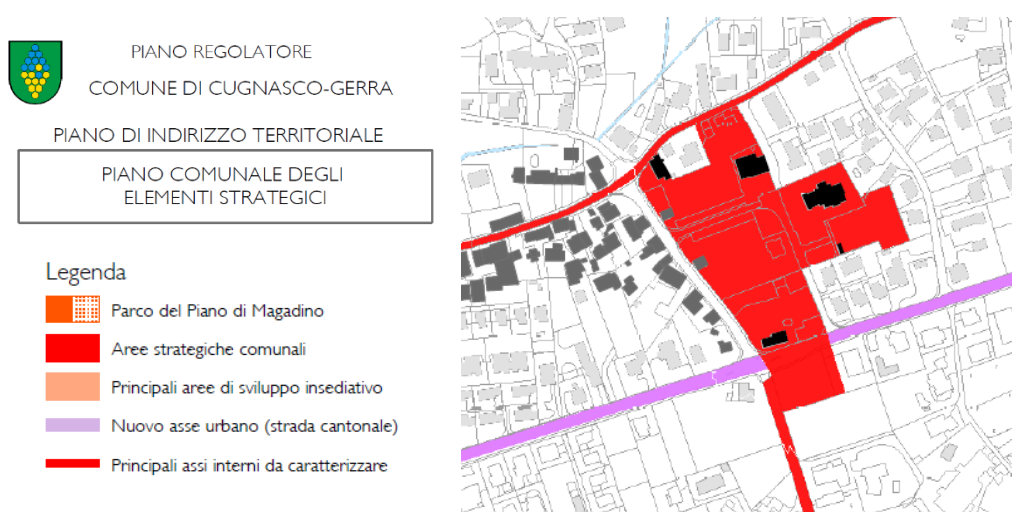 PIANO REGOLATORE
COMUNE DI CUGNASCO-GERRA
PIANO DI INDIRIZZO TERRITORIALE
PIANO COMUNALE DEGLI
ELEMENTI STRATEGICI
Legenda
Parco del Piano di Magadino
Aree strategiche comunali
Principali aree di sviluppo insediativo
Nuovo asse urbano (strada cantonale)
Principali assi interni da caratterizzare